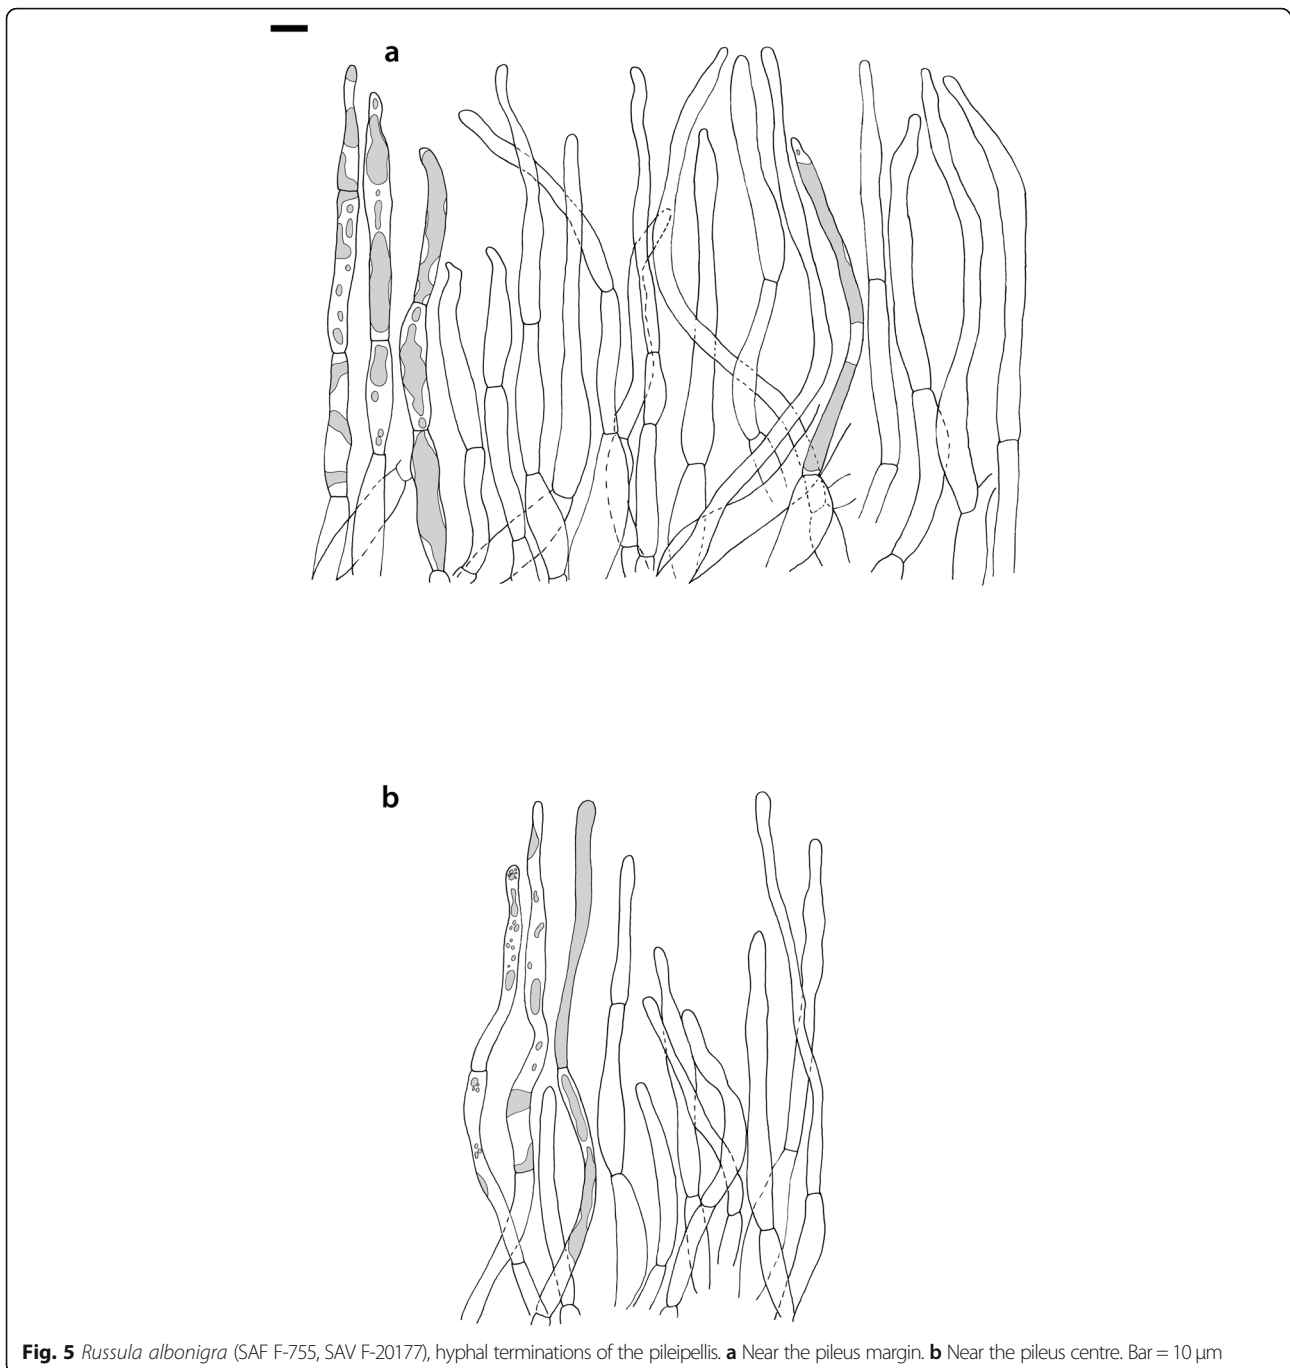 a
b
Fig. 5 Russula albonigra (SAF F-755, SAV F-20177), hyphal terminations of the pileipellis. a Near the pileus margin. b Near the pileus centre. Bar = 10 μm